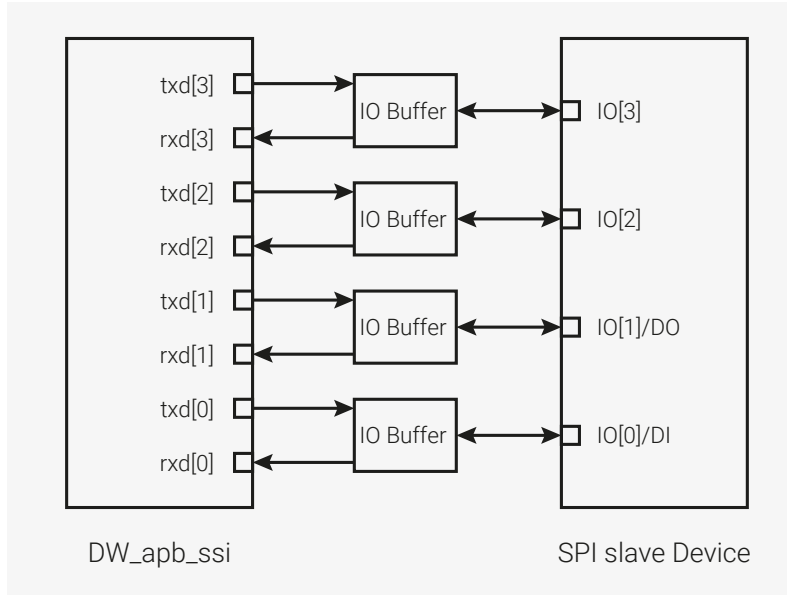 txd[3]
IO Buffer
IO[3]
rxd[3]
txd[2]
IO Buffer
IO[2]
rxd[2]
txd[1]
IO Buffer
IO[1]/DO
rxd[1]
txd[0]
IO Buffer
IO[0]/DI
rxd[0]
DW_apb_ssi
SPI slave Device